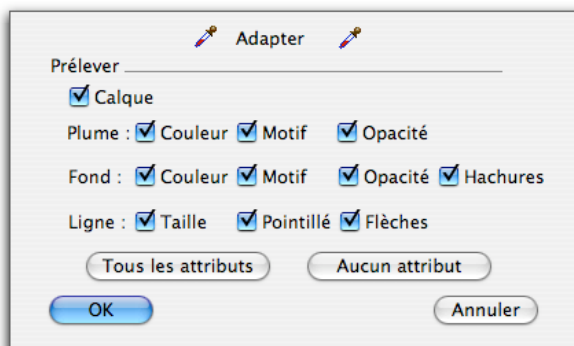 Adapter
Prélever
Calque
Plume : Couleur Motif Opacité
Fond : Couleur Motif Opacité Hachures
Ligne : Taille Pointillé Flèches
Tous les attributs Aucun attribut
OK Annuler